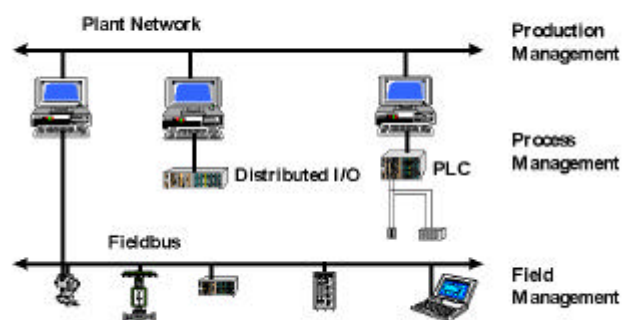 Plant Network
Production
Management
Process
Management
Distributed I/O
PLC
Fieldbus
Field
Management